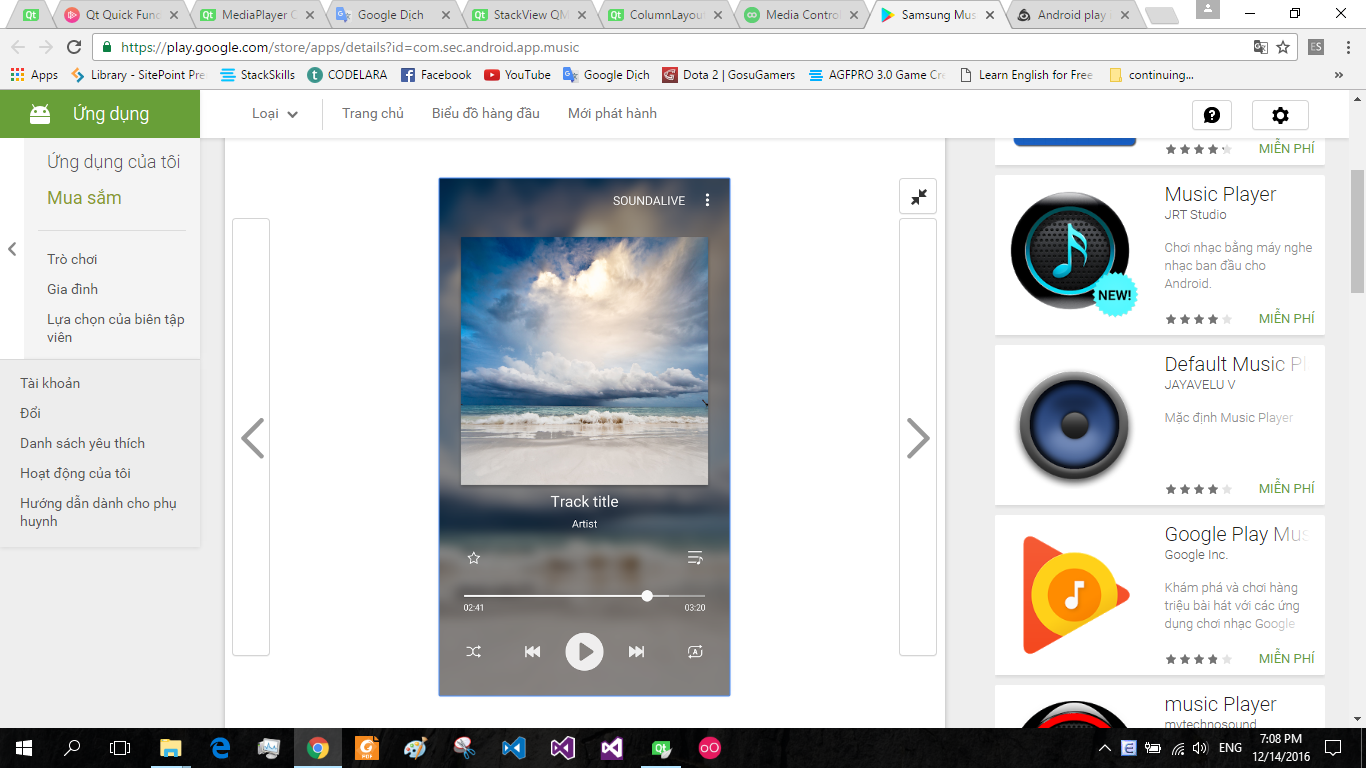 Qt Quick Func
MediaPlayer
Google Dịch
StackView QM
ColumnLayout
Media Control
Samsung Mus
Android play
https://play.google.com/store/apps/details?id=com.sec.android.app.music
ES
Apps
Library - SitePoint Pre
StackSkills
CODELARA
Facebook
YouTube
Google Dịch
Dota 2 | GosuGamers
AGFPRO 3.0 Game Cre
Learn English for Free
continuing...
Ứng dụng
Loại
Trang chủ
Biểu đồ hàng đầu
Mới phát hành
Ứng dụng của tôi
Mua sắm
Trò chơi
Gia đình
Lựa chọn của biên tập
viên
Tài khoản
Đổi
Danh sách yêu thích
Hoạt động của tôi
Hướng dẫn dành cho phụ
huynh
SOUNDALIVE
Track title
Artist
02:41
03:20
A
MIỄN PHÍ
Music Player
JRT Studio
Chơi nhạc bằng máy nghe
nhạc ban đầu cho
Android.
NEW!
MIỄN PHÍ
Default Music Pl
JAYAVELU V
Mặc định Music Player
MIỄN PHÍ
Google Play Mus
Google Inc.
Khám phá và chơi hàng
triệu bài hát với các ứng
dụng chơi nhạc Google
MIỄN PHÍ
music Player
mytechnosound
ENG
7:08 PM
12/14/2016